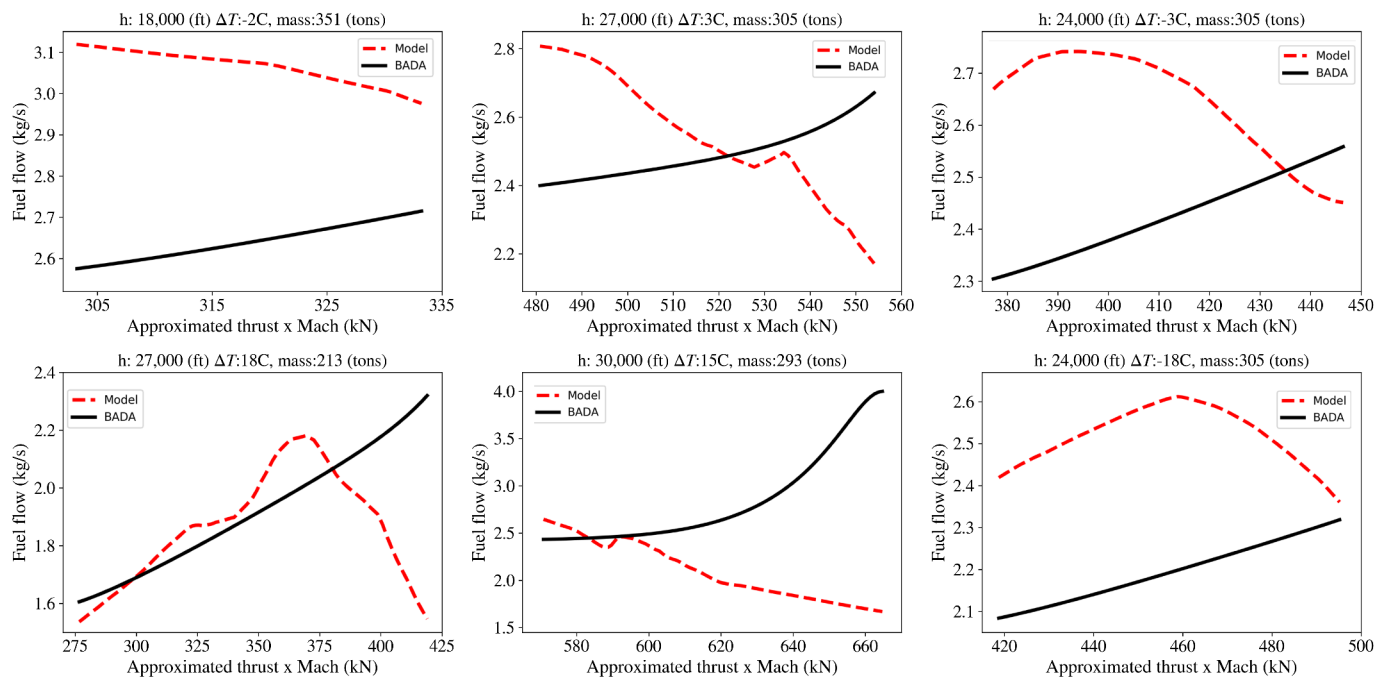 h: 18,000 (ft) ΔT:-2C, mass:351 (tons)
3.1
3.0
2.9
2.8
2.7
2.6
Fuel flow (kg/s)
Model
BADA
305
315
325
335
Approximated thrust x Mach (kN)
h: 27,000 (ft) ΔT:3C, mass:305 (tons)
2.8
2.6
2.4
2.2
Fuel flow (kg/s)
Model
BADA
480
490
500
510
520
530
540
550
560
Approximated thrust x Mach (kN)
h: 24,000 (ft) ΔT:-3C, mass:305 (tons)
2.7
2.6
2.5
2.4
2.3
Fuel flow (kg/s)
Model
BADA
380
390
400
410
420
430
440
450
Approximated thrust x Mach (kN)
h: 27,000 (ft) ΔT:18C, mass:213 (tons)
2.4
2.2
2.0
1.8
1.6
Fuel flow (kg/s)
Model
BADA
275
300
325
350
375
400
425
Approximated thrust x Mach (kN)
h: 30,000 (ft) ΔT:15C, mass:293 (tons)
4.0
3.5
3.0
2.5
2.0
1.5
Fuel flow (kg/s)
Model
BADA
580
600
620
640
660
Approximated thrust x Mach (kN)
h: 24,000 (ft) ΔT:-18C, mass:305 (tons)
2.6
2.5
2.4
2.3
2.2
2.1
Fuel flow (kg/s)
Model
BADA
420
440
460
480
500
Approximated thrust x Mach (kN)